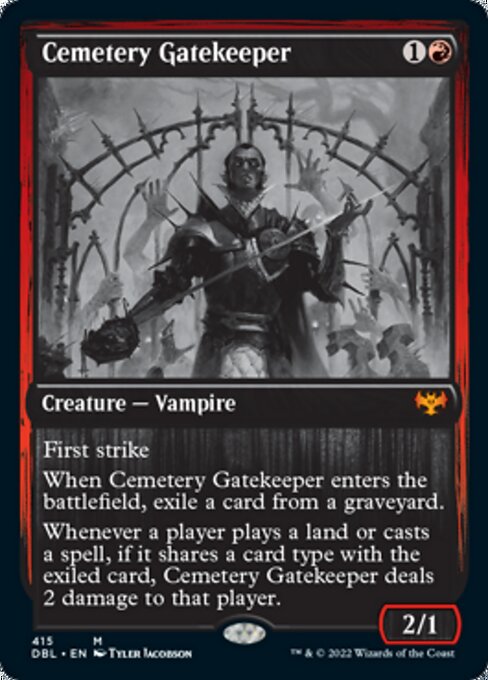 Cemetery Gatekeeper 1
Creature — Vampire
First strike
When Cemetery Gatekeeper enters the
battlefield, exile a card from a graveyard.
Whenever a player plays a land or casts
a spell, if it shares a card type with the
exiled card, Cemetery Gatekeeper deals
2 damage to that player.
2/1
415 M
DBL • EN Tyler Jacobson
™ & © 2022 Wizards of the Coast